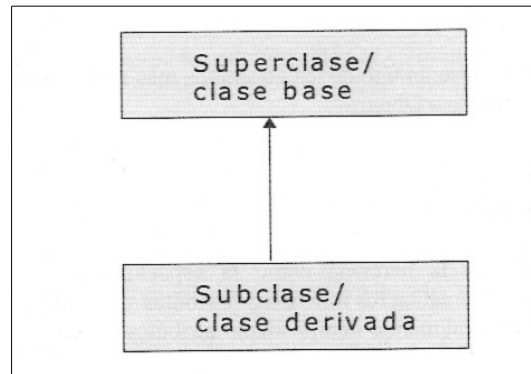 Superclase/
clase base
Subclase/
clase derivada